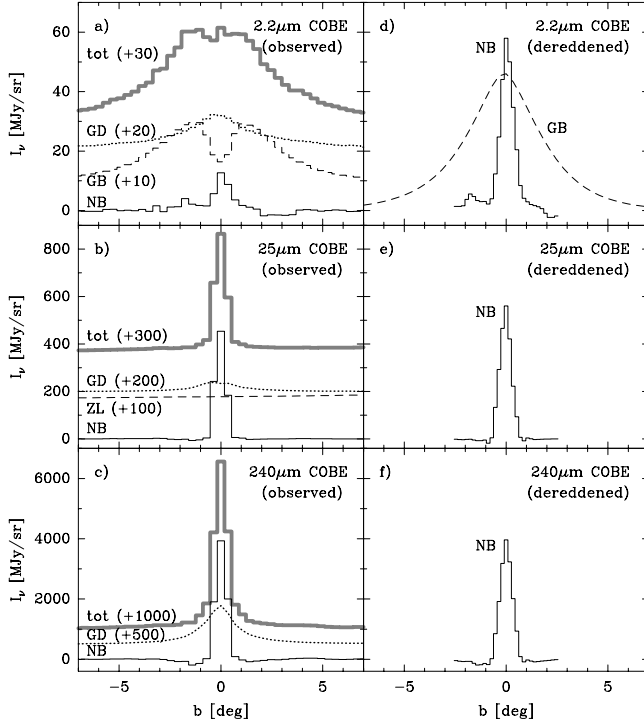 a) 2.2μm COBE
(observed)
tot (+30)
GD (+20)
GB (+10)
NB
60
40
20
0
I_ν [MJy/sr]
d) 2.2μm COBE
(dereddened)
NB
GB
b) 25μm COBE
(observed)
tot (+300)
GD (+200)
ZL (+100)
NB
800
600
400
200
0
I_ν [MJy/sr]
e) 25μm COBE
(dereddened)
NB
c) 240μm COBE
(observed)
tot (+1000)
GD (+500)
NB
6000
4000
2000
0
I_ν [MJy/sr]
f) 240μm COBE
(dereddened)
NB
−5 0 5
b [deg]
−5 0 5
b [deg]